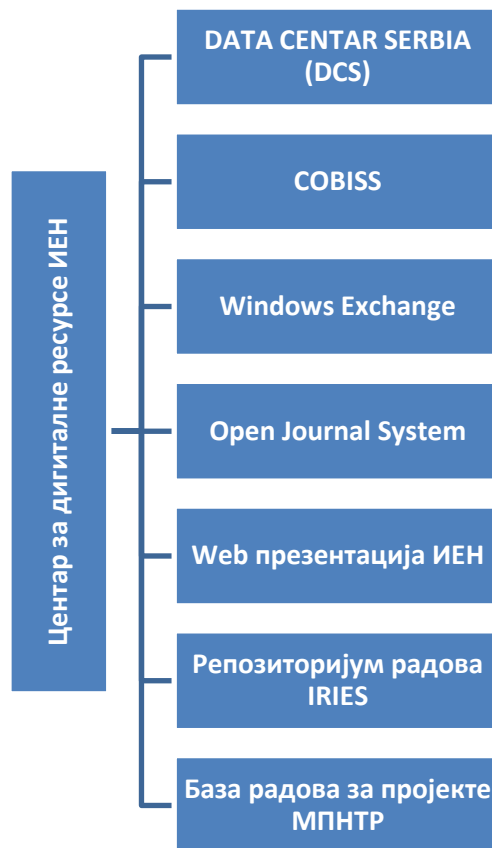 Центар за дигиталне ресурсе ИЕН
DATA CENTAR SERBIA
(DCS)
COBISS
Windows Exchange
Open Journal System
Web презентација ИЕН
Репозиторијум радова
IRIES
База радова за пројекте
МПНТР